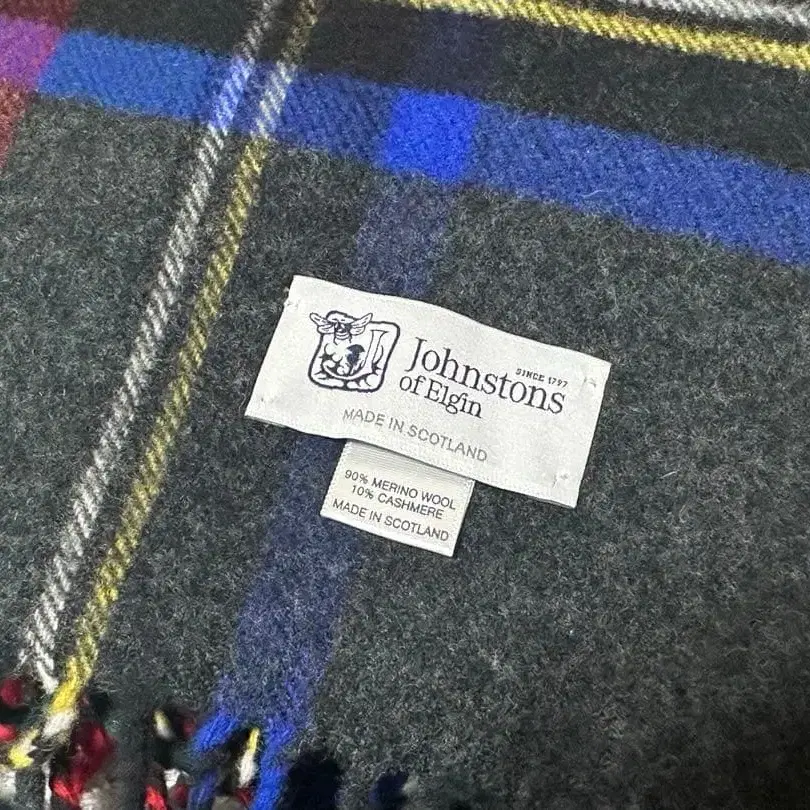 SINCE 1797
Johnstons
of Elgin
MADE IN SCOTLAND
90% MERINO WOOL
10% CASHMERE
MADE IN SCOTLAND